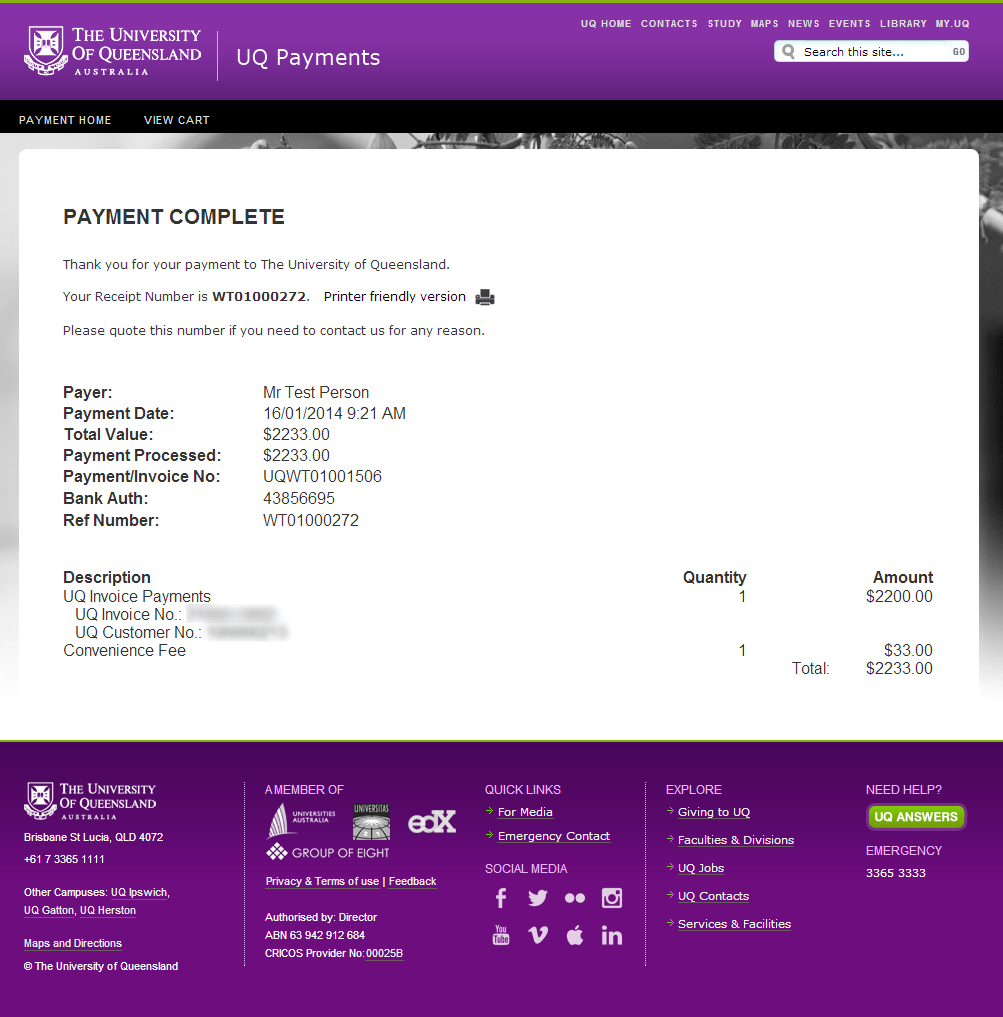 THE UNIVERSITY
OF QUEENSLAND
AUSTRALIA
UQ Payments
UQ HOME CONTACTS STUDY MAPS NEWS EVENTS LIBRARY MY.UQ
Search this site... GO
PAYMENT HOME VIEW CART
PAYMENT COMPLETE
Thank you for your payment to The University of Queensland.
Your Receipt Number is WT01000272. Printer friendly version
Please quote this number if you need to contact us for any reason.
Payer: Mr Test Person
Payment Date: 16/01/2014 9:21 AM
Total Value: $2233.00
Payment Processed: $2233.00
Payment/Invoice No: UQWT01001506
Bank Auth: 43856695
Ref Number: WT01000272
Description Quantity Amount
UQ Invoice Payments 1 $2200.00
UQ Invoice No.:
UQ Customer No.:
Convenience Fee 1 $33.00
Total: $2233.00
THE UNIVERSITY
OF QUEENSLAND
AUSTRALIA
Brisbane St Lucia, QLD 4072
+61 7 3365 1111
Other Campuses: UQ Ipswich,
UQ Gatton, UQ Herston
Maps and Directions
© The University of Queensland
A MEMBER OF
UNIVERSITIES
AUSTRALIA
UNIVERSITAS
edX
GROUP OF EIGHT
Privacy & Terms of use | Feedback
Authorised by: Director
ABN 63 942 912 684
CRICOS Provider No: 00025B
QUICK LINKS
For Media
Emergency Contact
SOCIAL MEDIA
You
Tube
in
EXPLORE
Giving to UQ
Faculties & Divisions
UQ Jobs
UQ Contacts
Services & Facilities
NEED HELP?
UQ ANSWERS
EMERGENCY
3365 3333